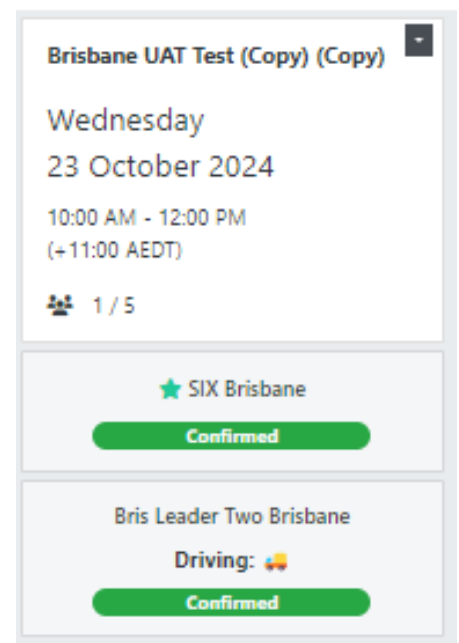 Brisbane UAT Test (Copy) (Copy)
Wednesday
23 October 2024
10:00 AM - 12:00 PM
(+11:00 AEDT)
1 / 5
SIX Brisbane
Confirmed
Bris Leader Two Brisbane
Driving:
Confirmed